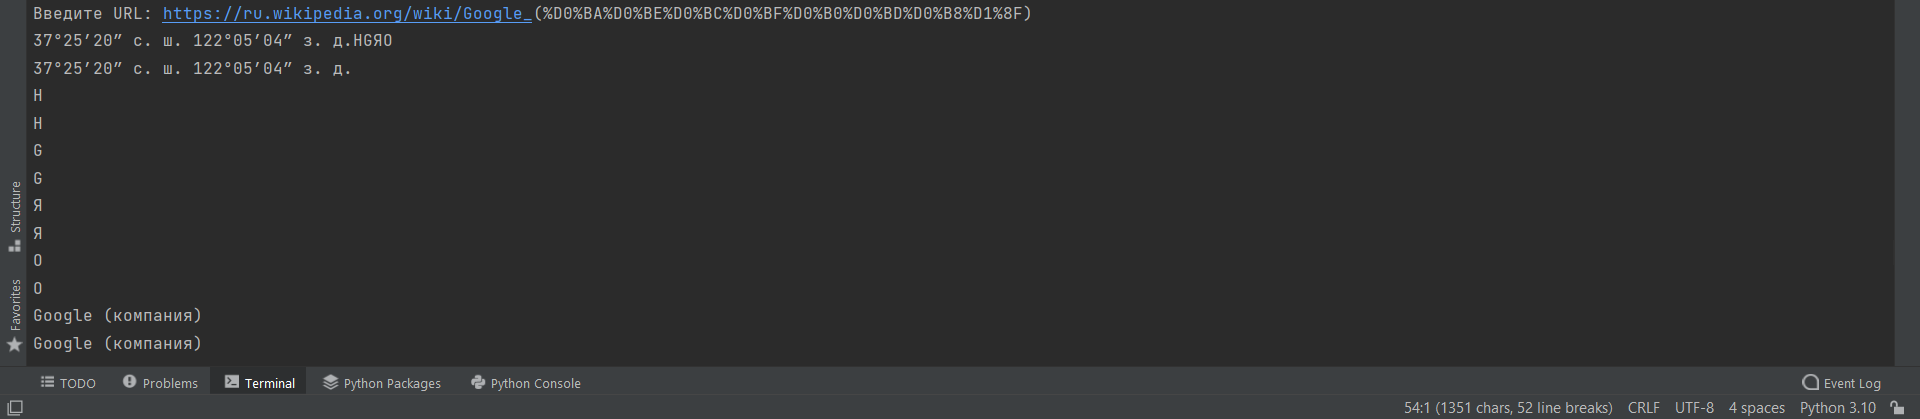 Введите URL: https://ru.wikipedia.org/wiki/Google_(%D0%BA%D0%BE%D0%BC%D0%BF%D0%B0%D0%BD%D0%B8%D1%8F)
37°25′20″ с. ш. 122°05′04″ з. д.HGЯO
37°25′20″ с. ш. 122°05′04″ з. д.
H
H
G
G
Я
Я
O
O
Google (компания)
Google (компания)
Structure
Favorites
TODO Problems Terminal Python Packages Python Console Event Log
54:1 (1351 chars, 52 line breaks) CRLF UTF-8 4 spaces Python 3.10